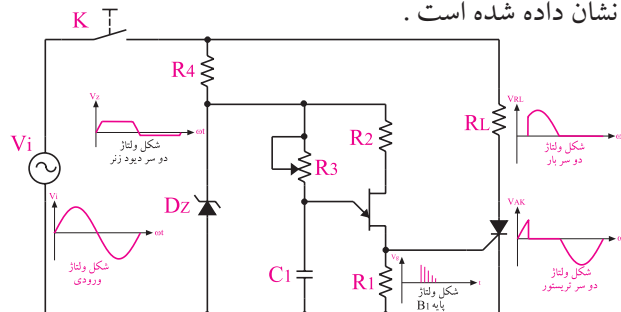 نشان داده شده است .
K
R4
Vz
ωt
شکل ولتاژ
دو سر دیود زنر
Vi
Vi
ωt
شکل ولتاژ
ورودی
DZ
R3
R2
C1
R1
Vg
t
شکل ولتاژ
پایه B1
RL
VRL
شکل ولتاژ
دو سر بار
VAK
شکل ولتاژ
دو سر تریستور